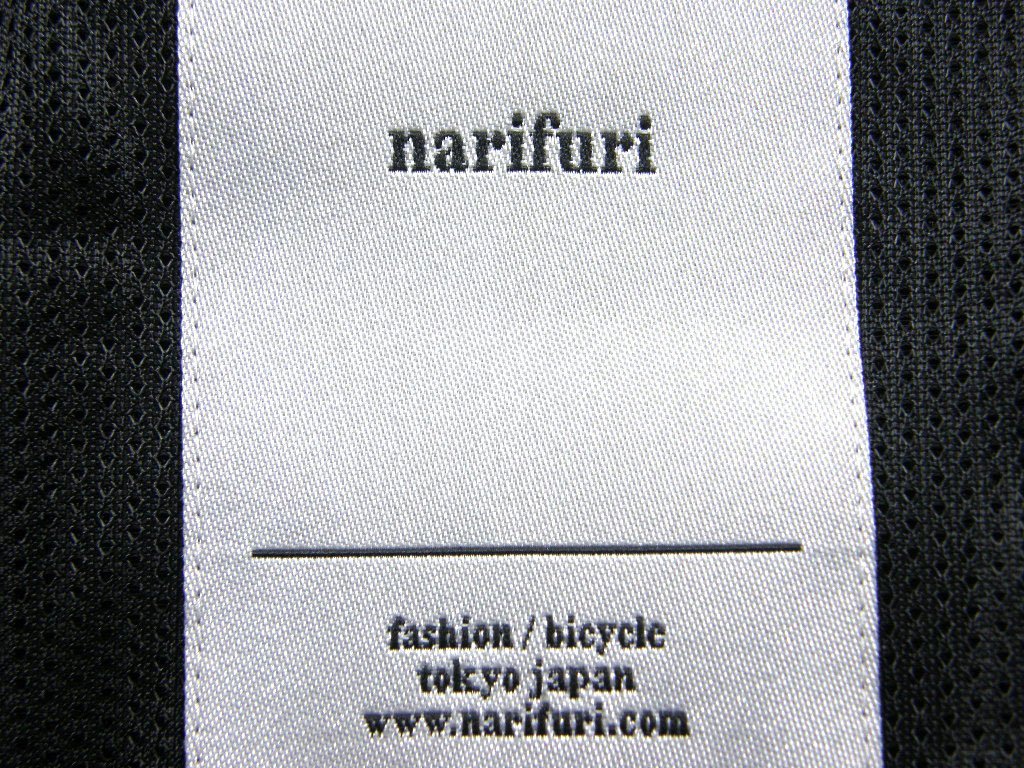 narifuri
fashion / bicycle
tokyo japan
www.narifuri.com